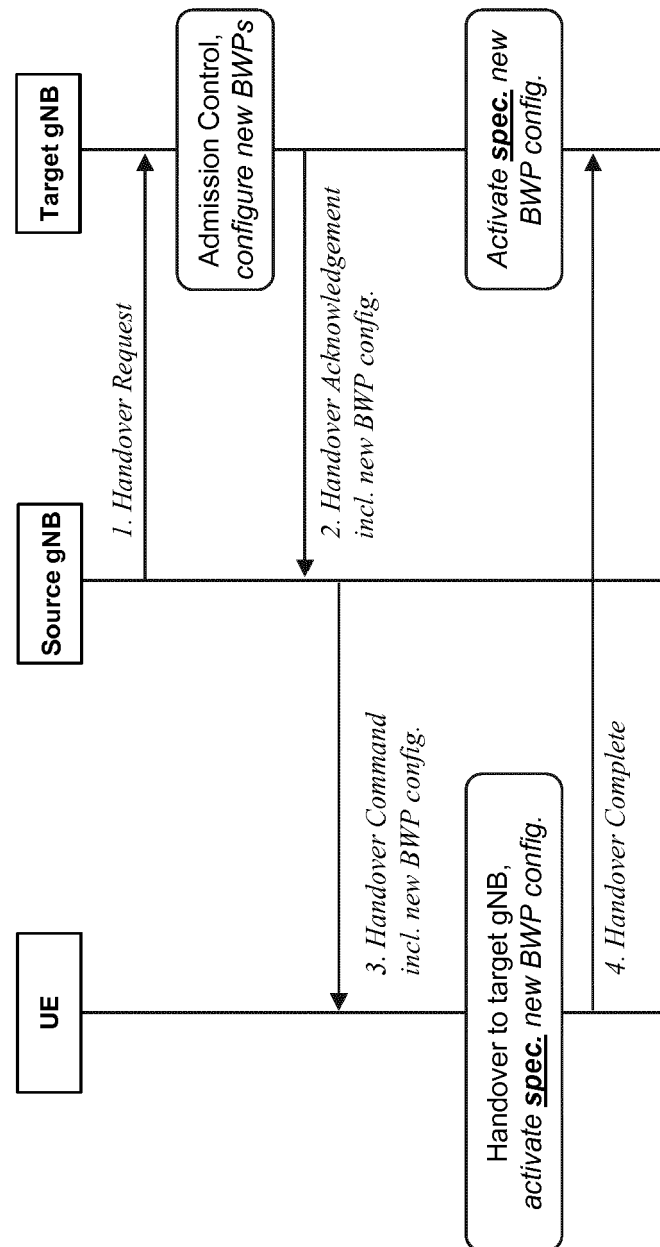 UE
Source gNB
Target gNB
1. Handover Request
Admission Control,
configure new BWPs
2. Handover Acknowledgement
incl. new BWP config.
3. Handover Command
incl. new BWP config.
Handover to target gNB,
activate spec. new BWP config.
Activate spec. new
BWP config.
4. Handover Complete